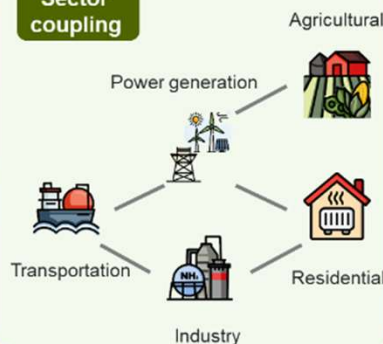 Sector
coupling
Agricultural
Power generation
Transportation
NH₃
Residential
Industry